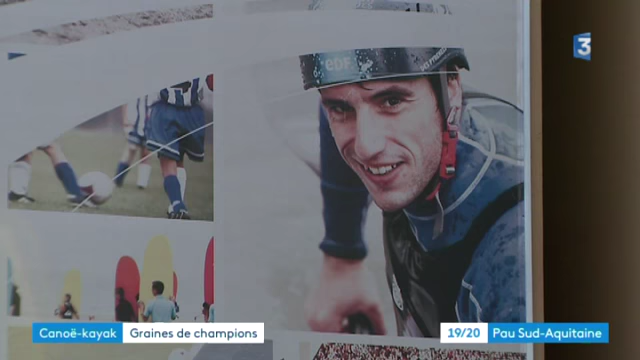 3
eDF
Canoë-kayak
Graines de champions
19/20
Pau Sud-Aquitaine